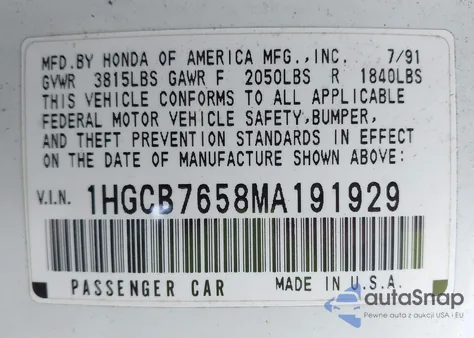 MFD.BY HONDA OF AMERICA MFG.,INC. 7/91
GVWR 3815LBS GAWR F 2050LBS R 1840LBS
THIS VEHICLE CONFORMS TO ALL APPLICABLE
FEDERAL MOTOR VEHICLE SAFETY,BUMPER,
AND THEFT PREVENTION STANDARDS IN EFFECT
ON THE DATE OF MANUFACTURE SHOWN ABOVE:
V.I.N. 1HGCB7658MA191929
PASSENGER CAR MADE IN U.S.A.
autaSnap
Pewne auta z aukcji USA i EU